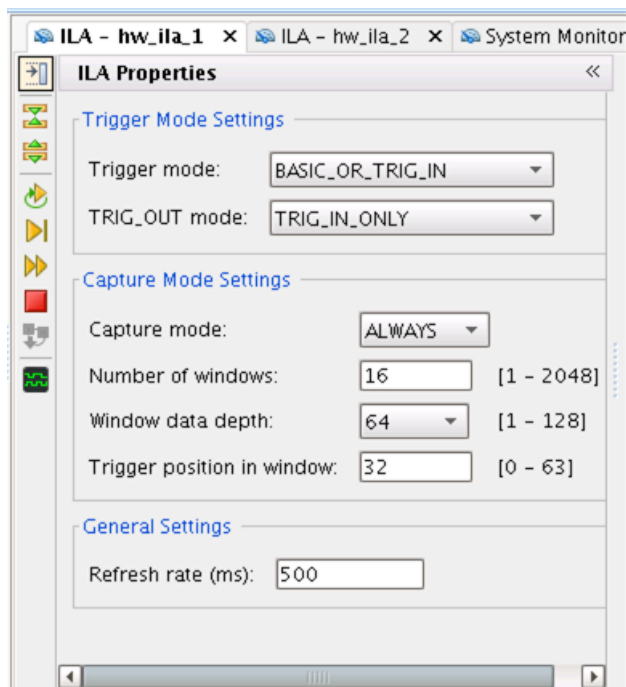 ILA - hw_ila_1 ILA - hw_ila_2 System Monitor
ILA Properties
Trigger Mode Settings
Trigger mode: BASIC_OR_TRIG_IN
TRIG_OUT mode: TRIG_IN_ONLY
Capture Mode Settings
Capture mode: ALWAYS
Number of windows: 16 [1 - 2048]
Window data depth: 64 [1 - 128]
Trigger position in window: 32 [0 - 63]
General Settings
Refresh rate (ms): 500